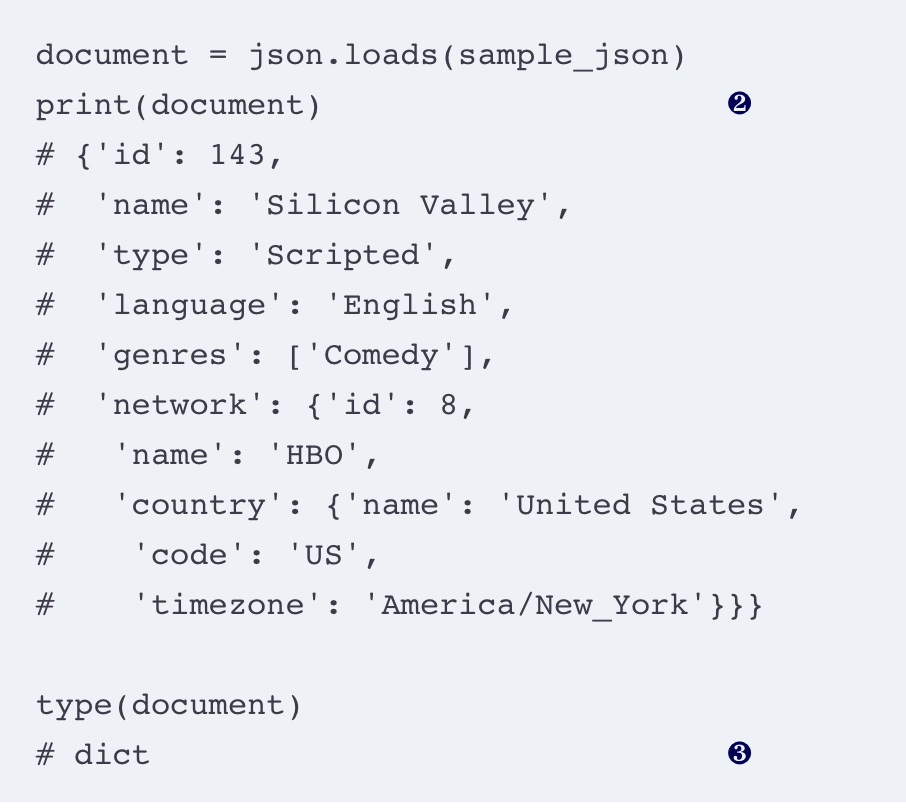 document = json.loads(sample_json)
print(document) ❷
# {'id': 143,
#  'name': 'Silicon Valley',
#  'type': 'Scripted',
#  'language': 'English',
#  'genres': ['Comedy'],
#  'network': {'id': 8,
#   'name': 'HBO',
#   'country': {'name': 'United States',
#    'code': 'US',
#    'timezone': 'America/New_York'}}}

type(document)
# dict ❸